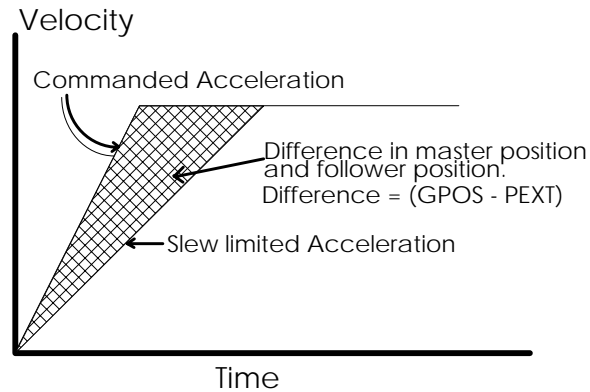 Velocity
Commanded Acceleration
Difference in master position
and follower position.
Difference = (GPOS - PEXT)
Slew limited Acceleration
Time